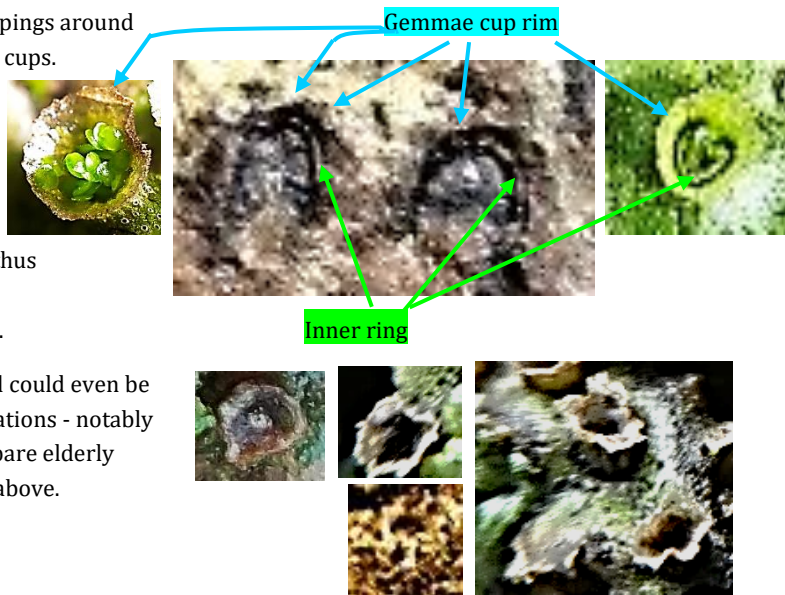 pings around
Gemmae cup rim
cups.
hus
.
Inner ring
l could even be
ations - notably
pare elderly
above.